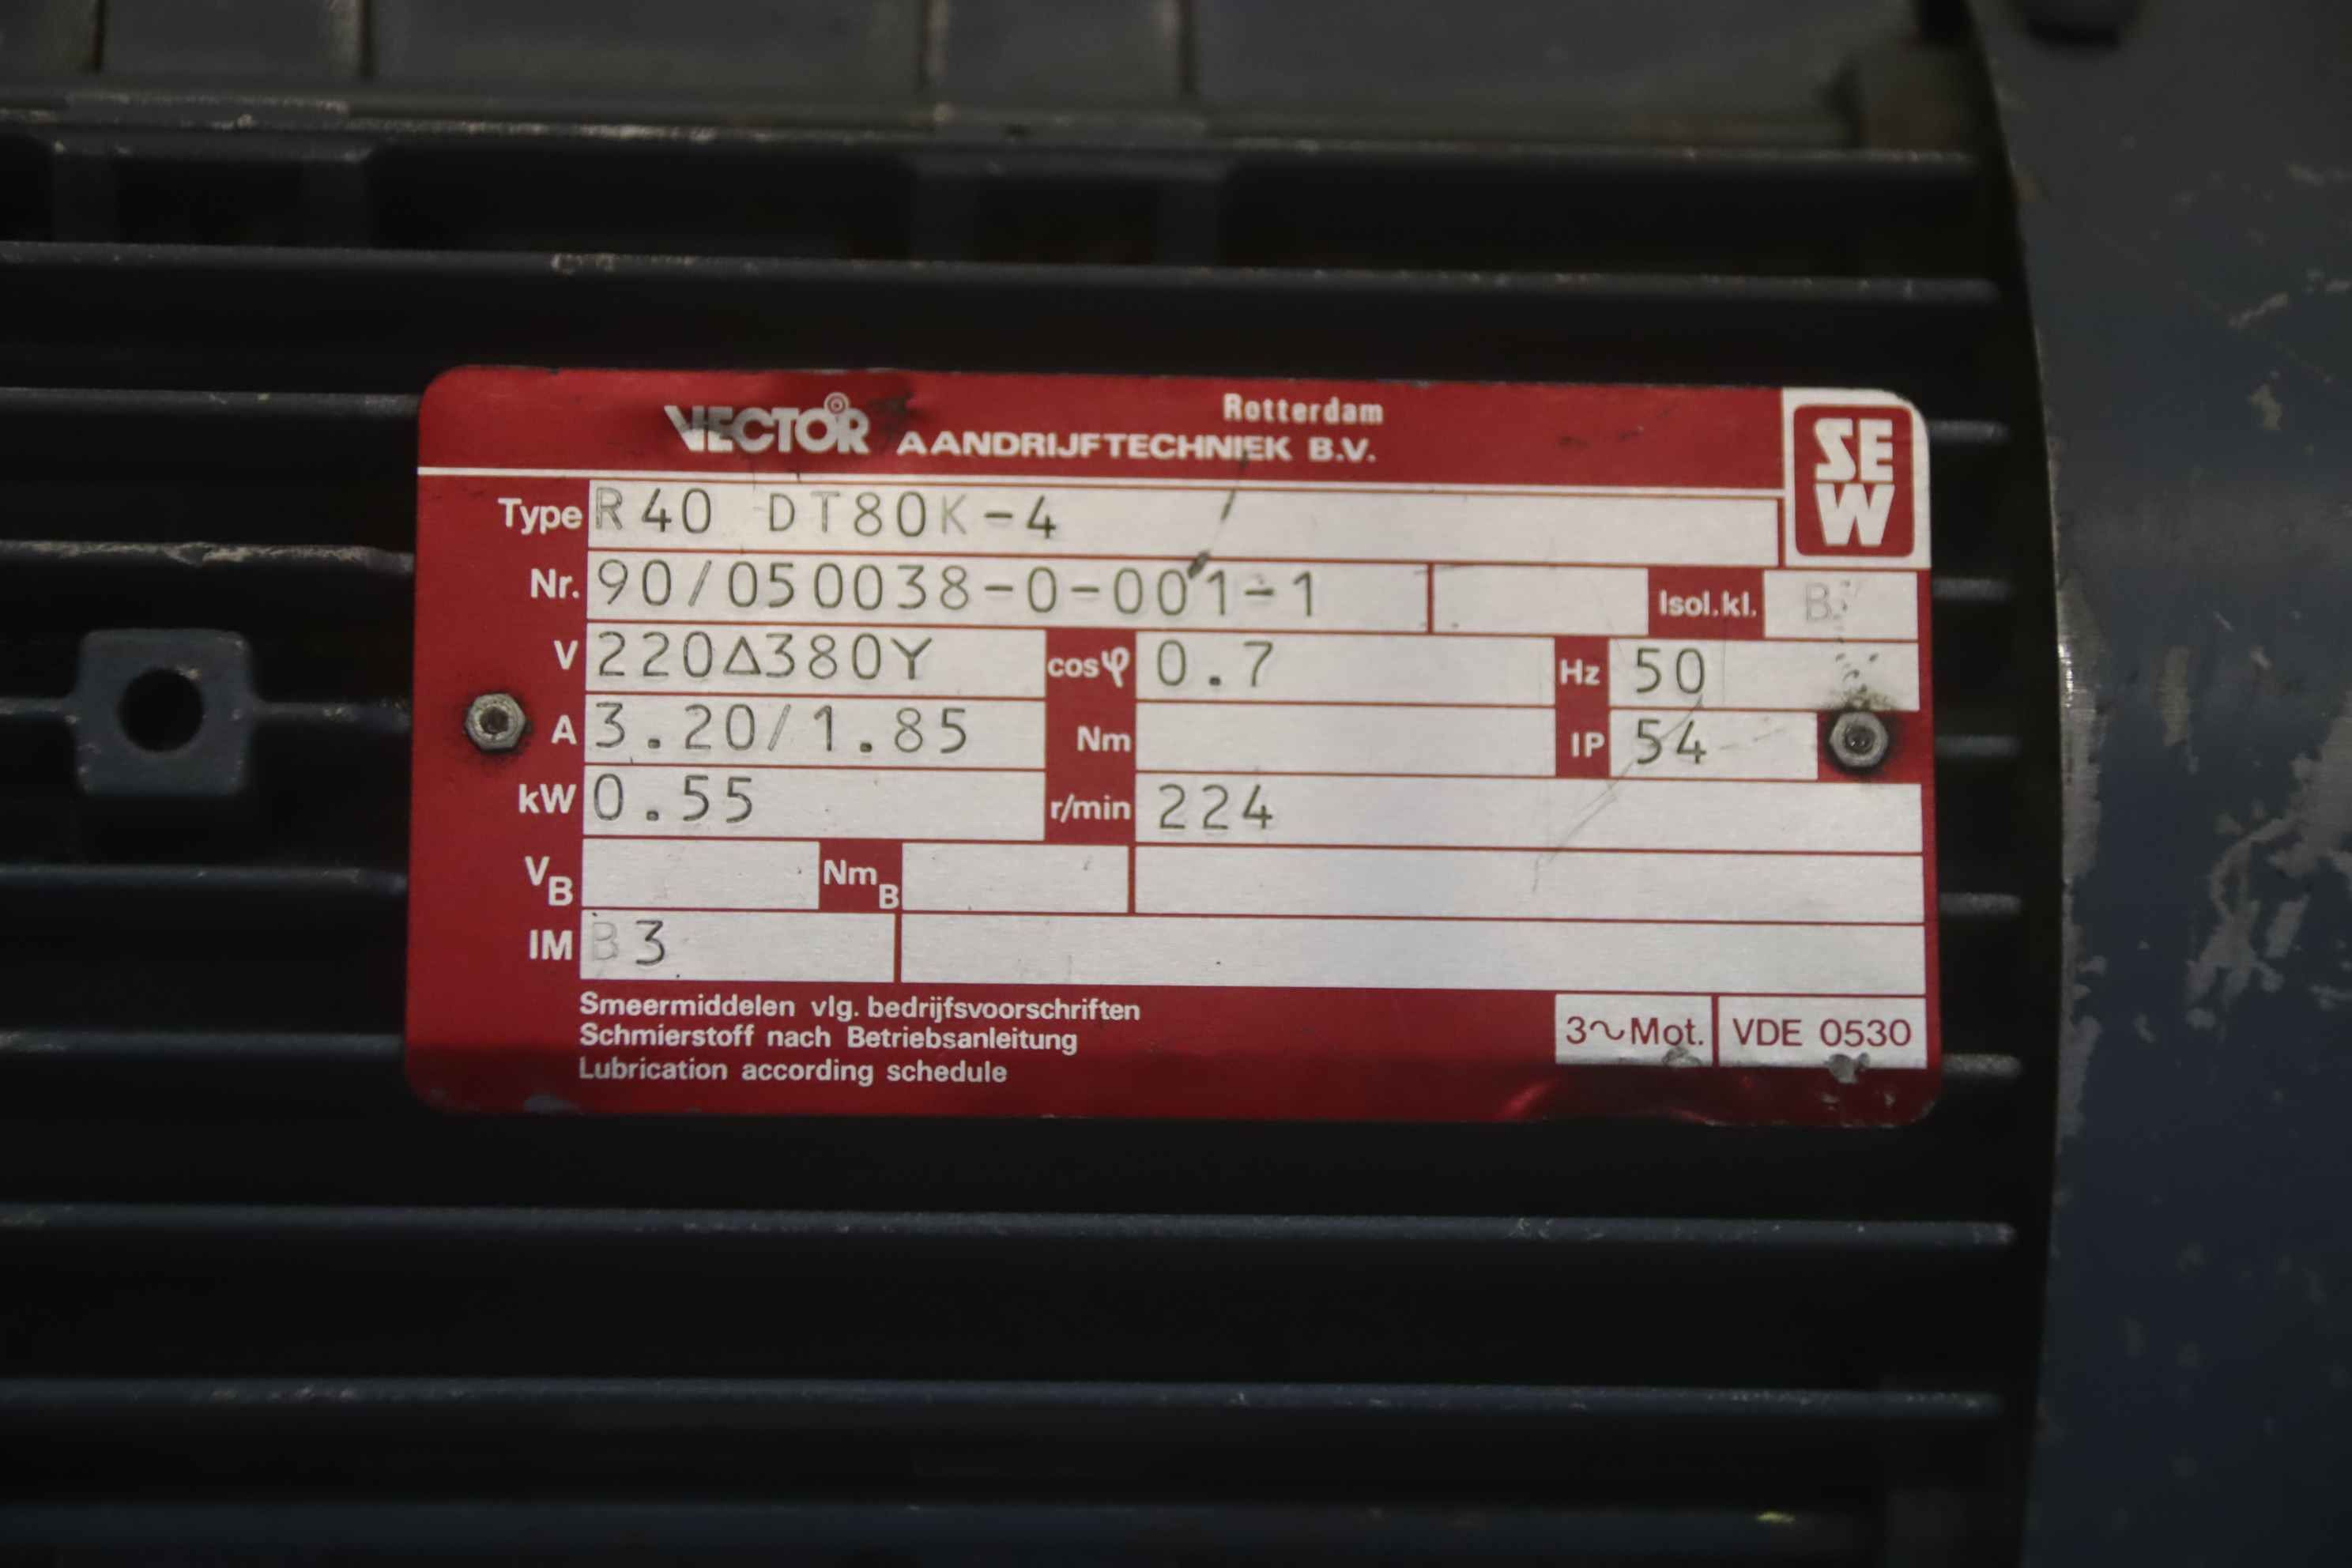 VECTOR Rotterdam
AANDRIJFTECHNIEK B.V.
SEW
Type R40 DT80K-4
Nr. 90/050038-0-001-1 Isol.kl. B
V 220Δ380Y cosφ 0.7 Hz 50
A 3.20/1.85 Nm IP 54
kW 0.55 r/min 224
VB NmB
IM B3
Smeermiddelen vlg. bedrijfsvoorschriften
Schmierstoff nach Betriebsanleitung
Lubrication according schedule
3~Mot. VDE 0530